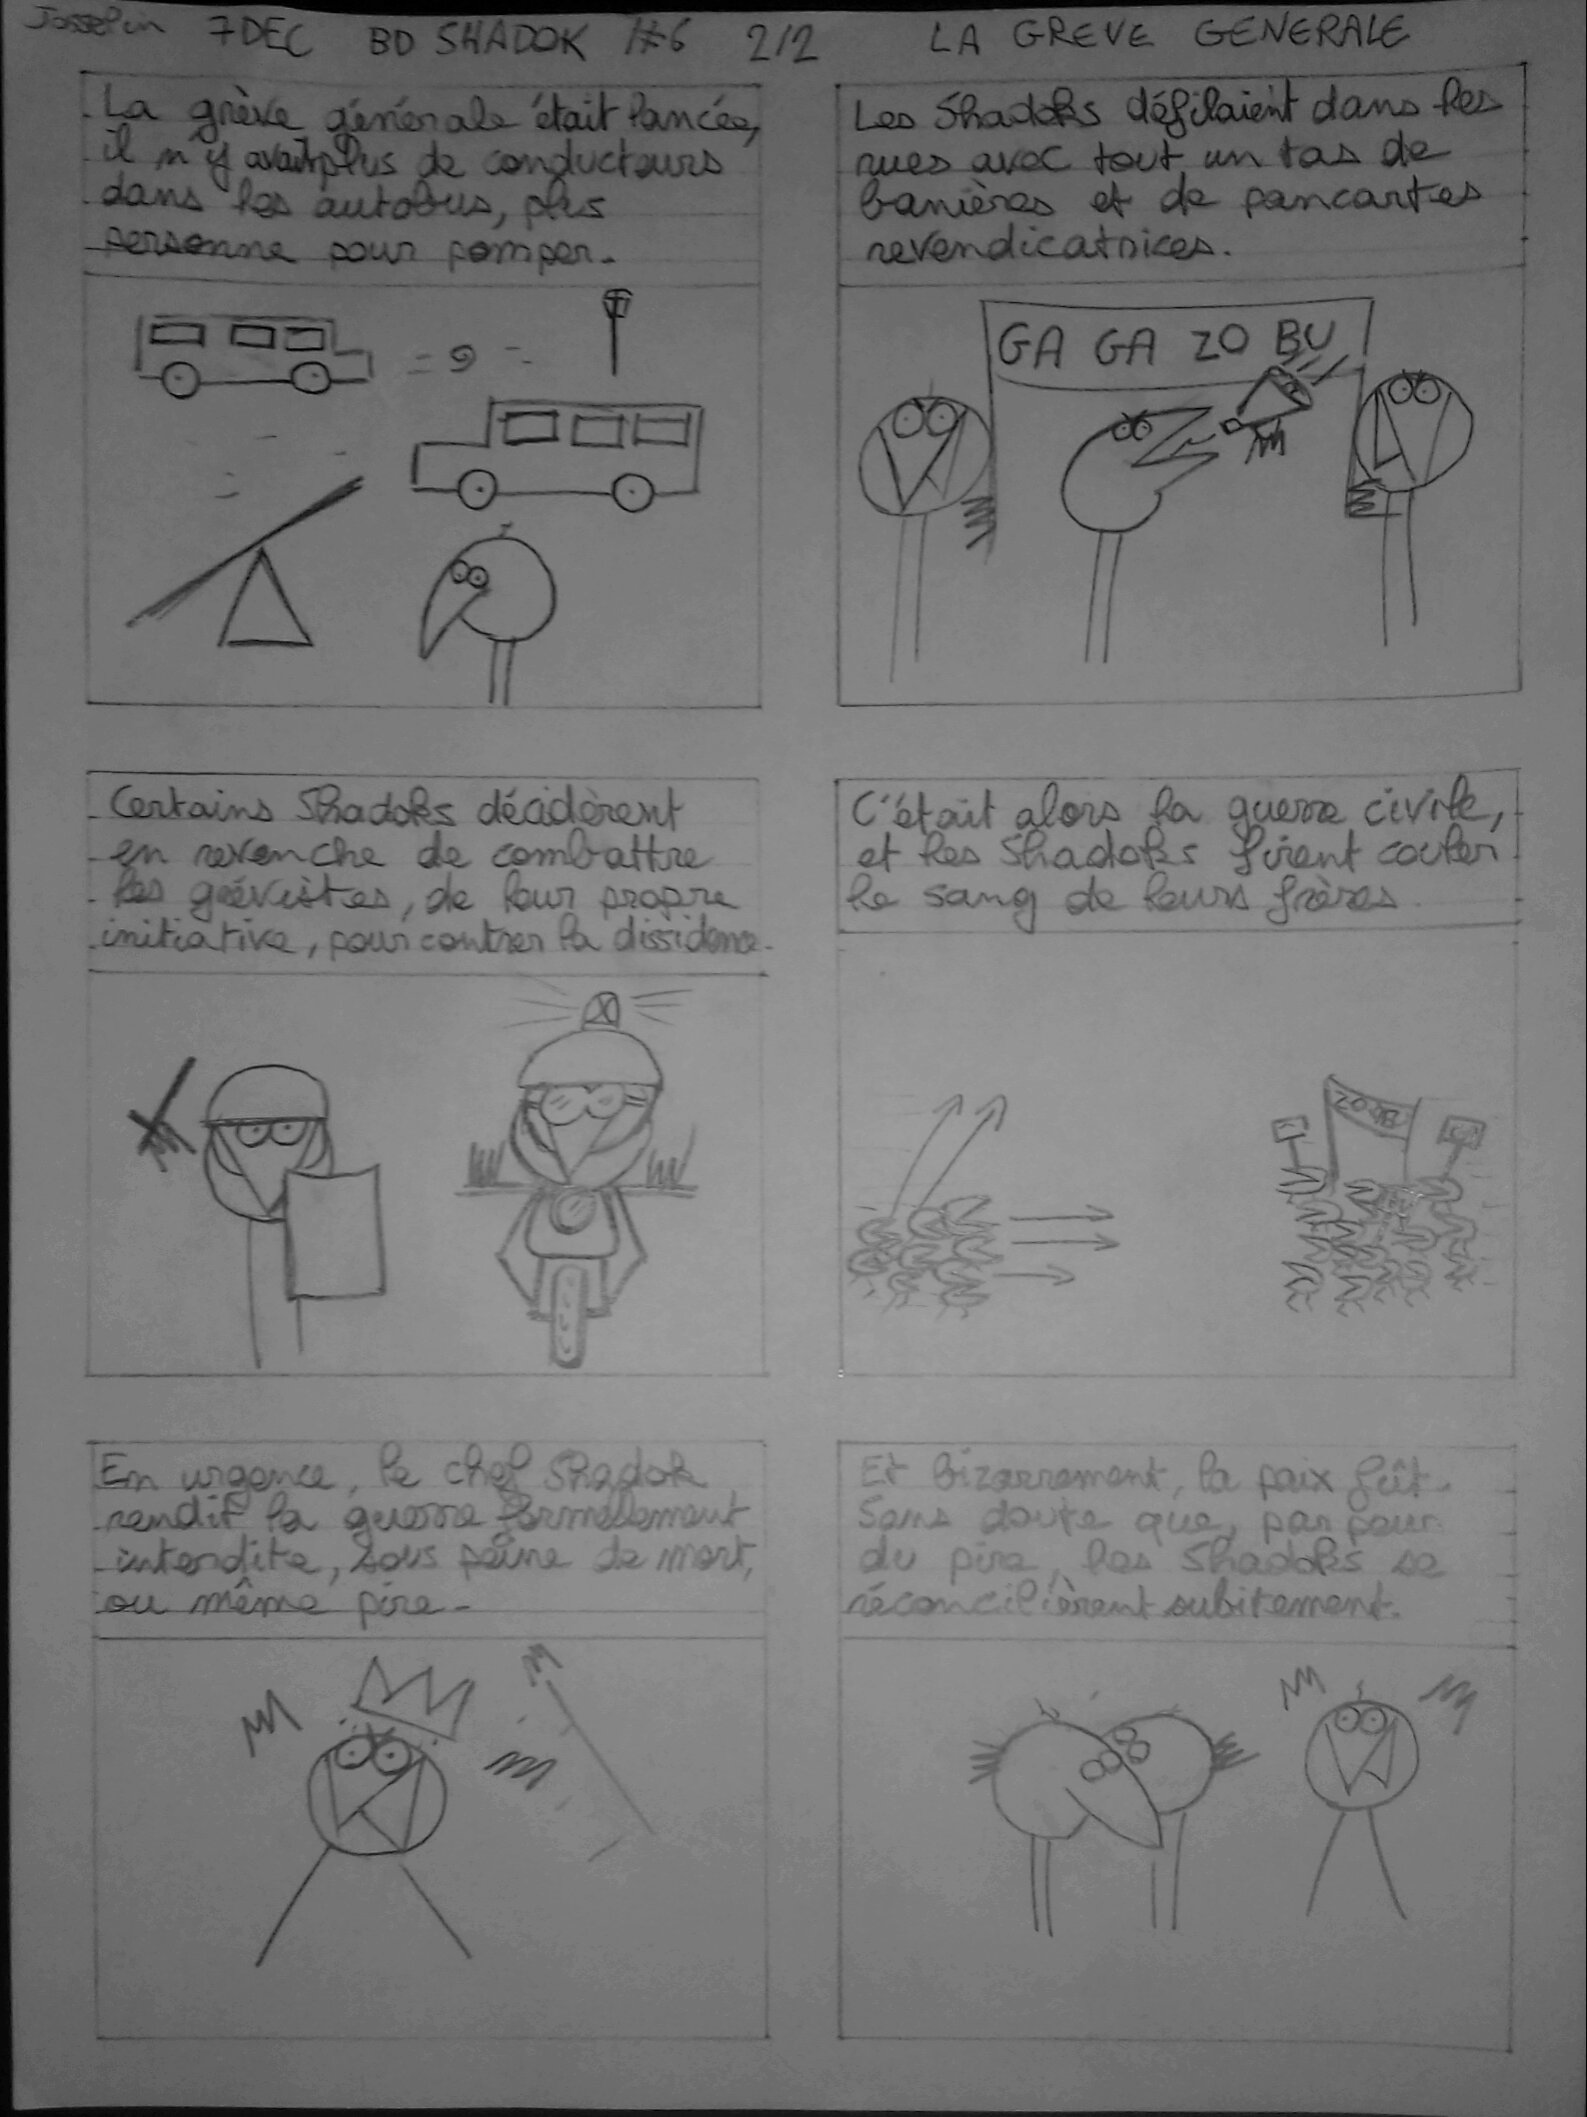 Josselin 7 DEC BD SHADOK 1#6 2/2 LA GREVE GENERALE
La grève générale était lancée,
il n'y avait plus de conducteurs
dans les autobus, plus
personne pour pomper.
Les Shadoks défilaient dans les
rues avec tout un tas de
banières et de pancartes
revendicatrices.
GA GA ZO BU
Certains Shadoks décidèrent
en revenche de combattre
les grévistes, de leur propre
initiative, pour contrer la dissidence.
C'était alors la guerre civile,
et les Shadoks firent couler
le sang de leurs frères.
En urgence, le chef Shadok
rendit la guerre formellement
interdite, sous peine de mort,
ou même pire.
Et bizarrement, la paix fût.
Sans doute que, par peur
du pire, les Shadoks se
réconcilièrent subitement.